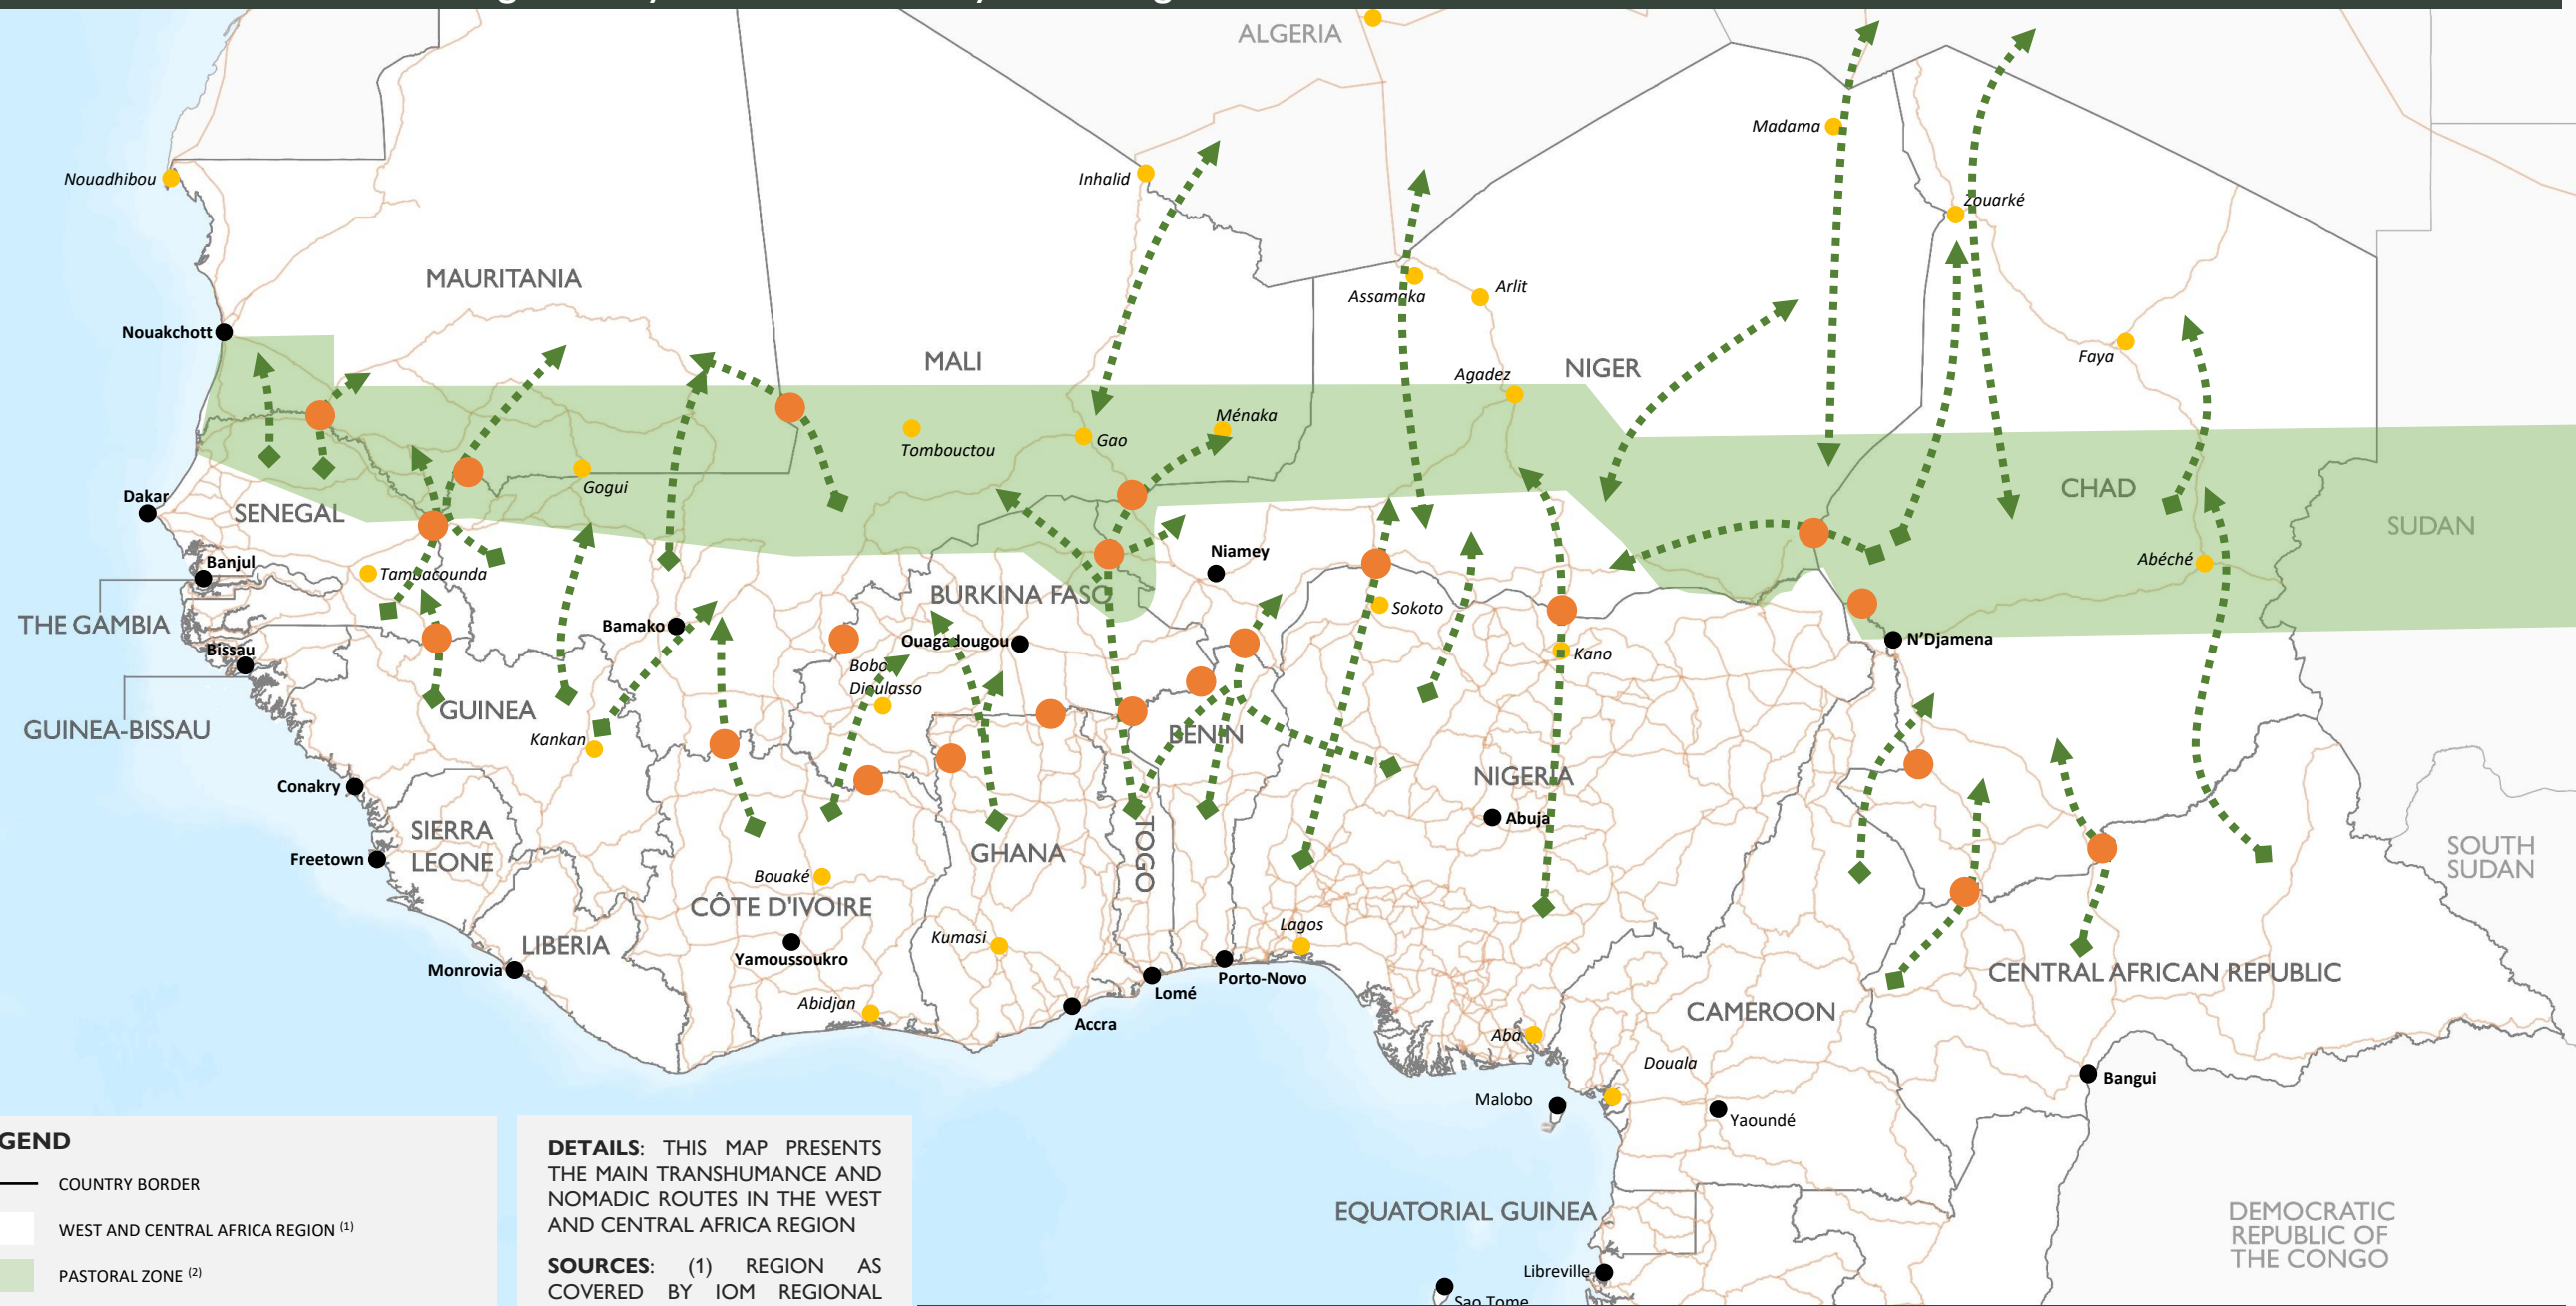 ALGERIA
Madama
Nouadhibou
Inhalid
Zouarké
MAURITANIA
Assamaka
Arlit
Nouakchott
MALI
NIGER
Faya
Agadez
Ménaka
Tombouctou
Gao
Gogui
CHAD
Dakar
SENEGAL
SUDAN
Niamey
Abéché
Banjul
Tambacounda
BURKINA FASO
Sokoto
THE GAMBIA
Bamako
Ouagadougou
N'Djamena
Bissau
Kano
Bobo
Dioulasso
GUINEA
GUINEA-BISSAU
Kankan
BENIN
NIGERIA
Conakry
Abuja
SIERRA
LEONE
TOGO
GHANA
Freetown
SOUTH
SUDAN
Bouaké
CÔTE D'IVOIRE
Lagos
Kumasi
LIBERIA
Yamoussoukro
Monrovia
Porto-Novo
CENTRAL AFRICAN REPUBLIC
Lomé
Abidjan
Accra
CAMEROON
Aba
Douala
Bangui
Malobo
Yaoundé
EQUATORIAL GUINEA
DEMOCRATIC
REPUBLIC OF
THE CONGO
Libreville
Sao Tome
GEND
COUNTRY BORDER
WEST AND CENTRAL AFRICA REGION (1)
PASTORAL ZONE (2)
DETAILS: THIS MAP PRESENTS
THE MAIN TRANSHUMANCE AND
NOMADIC ROUTES IN THE WEST
AND CENTRAL AFRICA REGION
SOURCES: (1) REGION AS
COVERED BY IOM REGIONAL